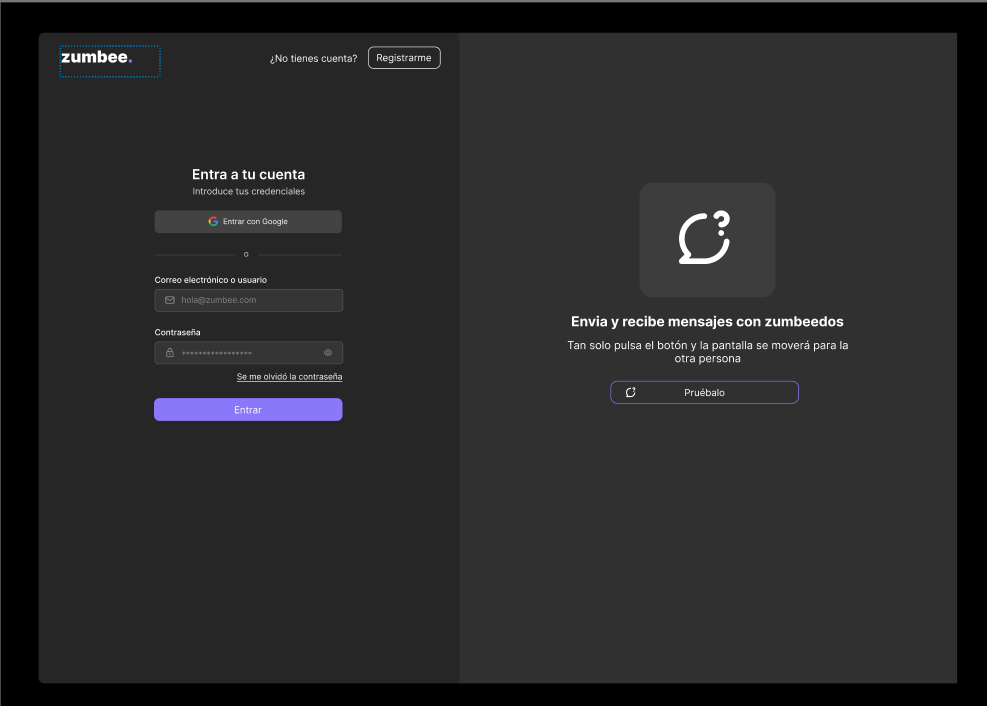 zumbee.
¿No tienes cuenta?
Registrarme
Entra a tu cuenta
Introduce tus credenciales
Entrar con Google
o
Correo electrónico o usuario
hola@zumbee.com
Contraseña
*****************
Se me olvidó la contraseña
Entrar
Envia y recibe mensajes con zumbeedos
Tan solo pulsa el botón y la pantalla se moverá para la
otra persona
Pruébalo